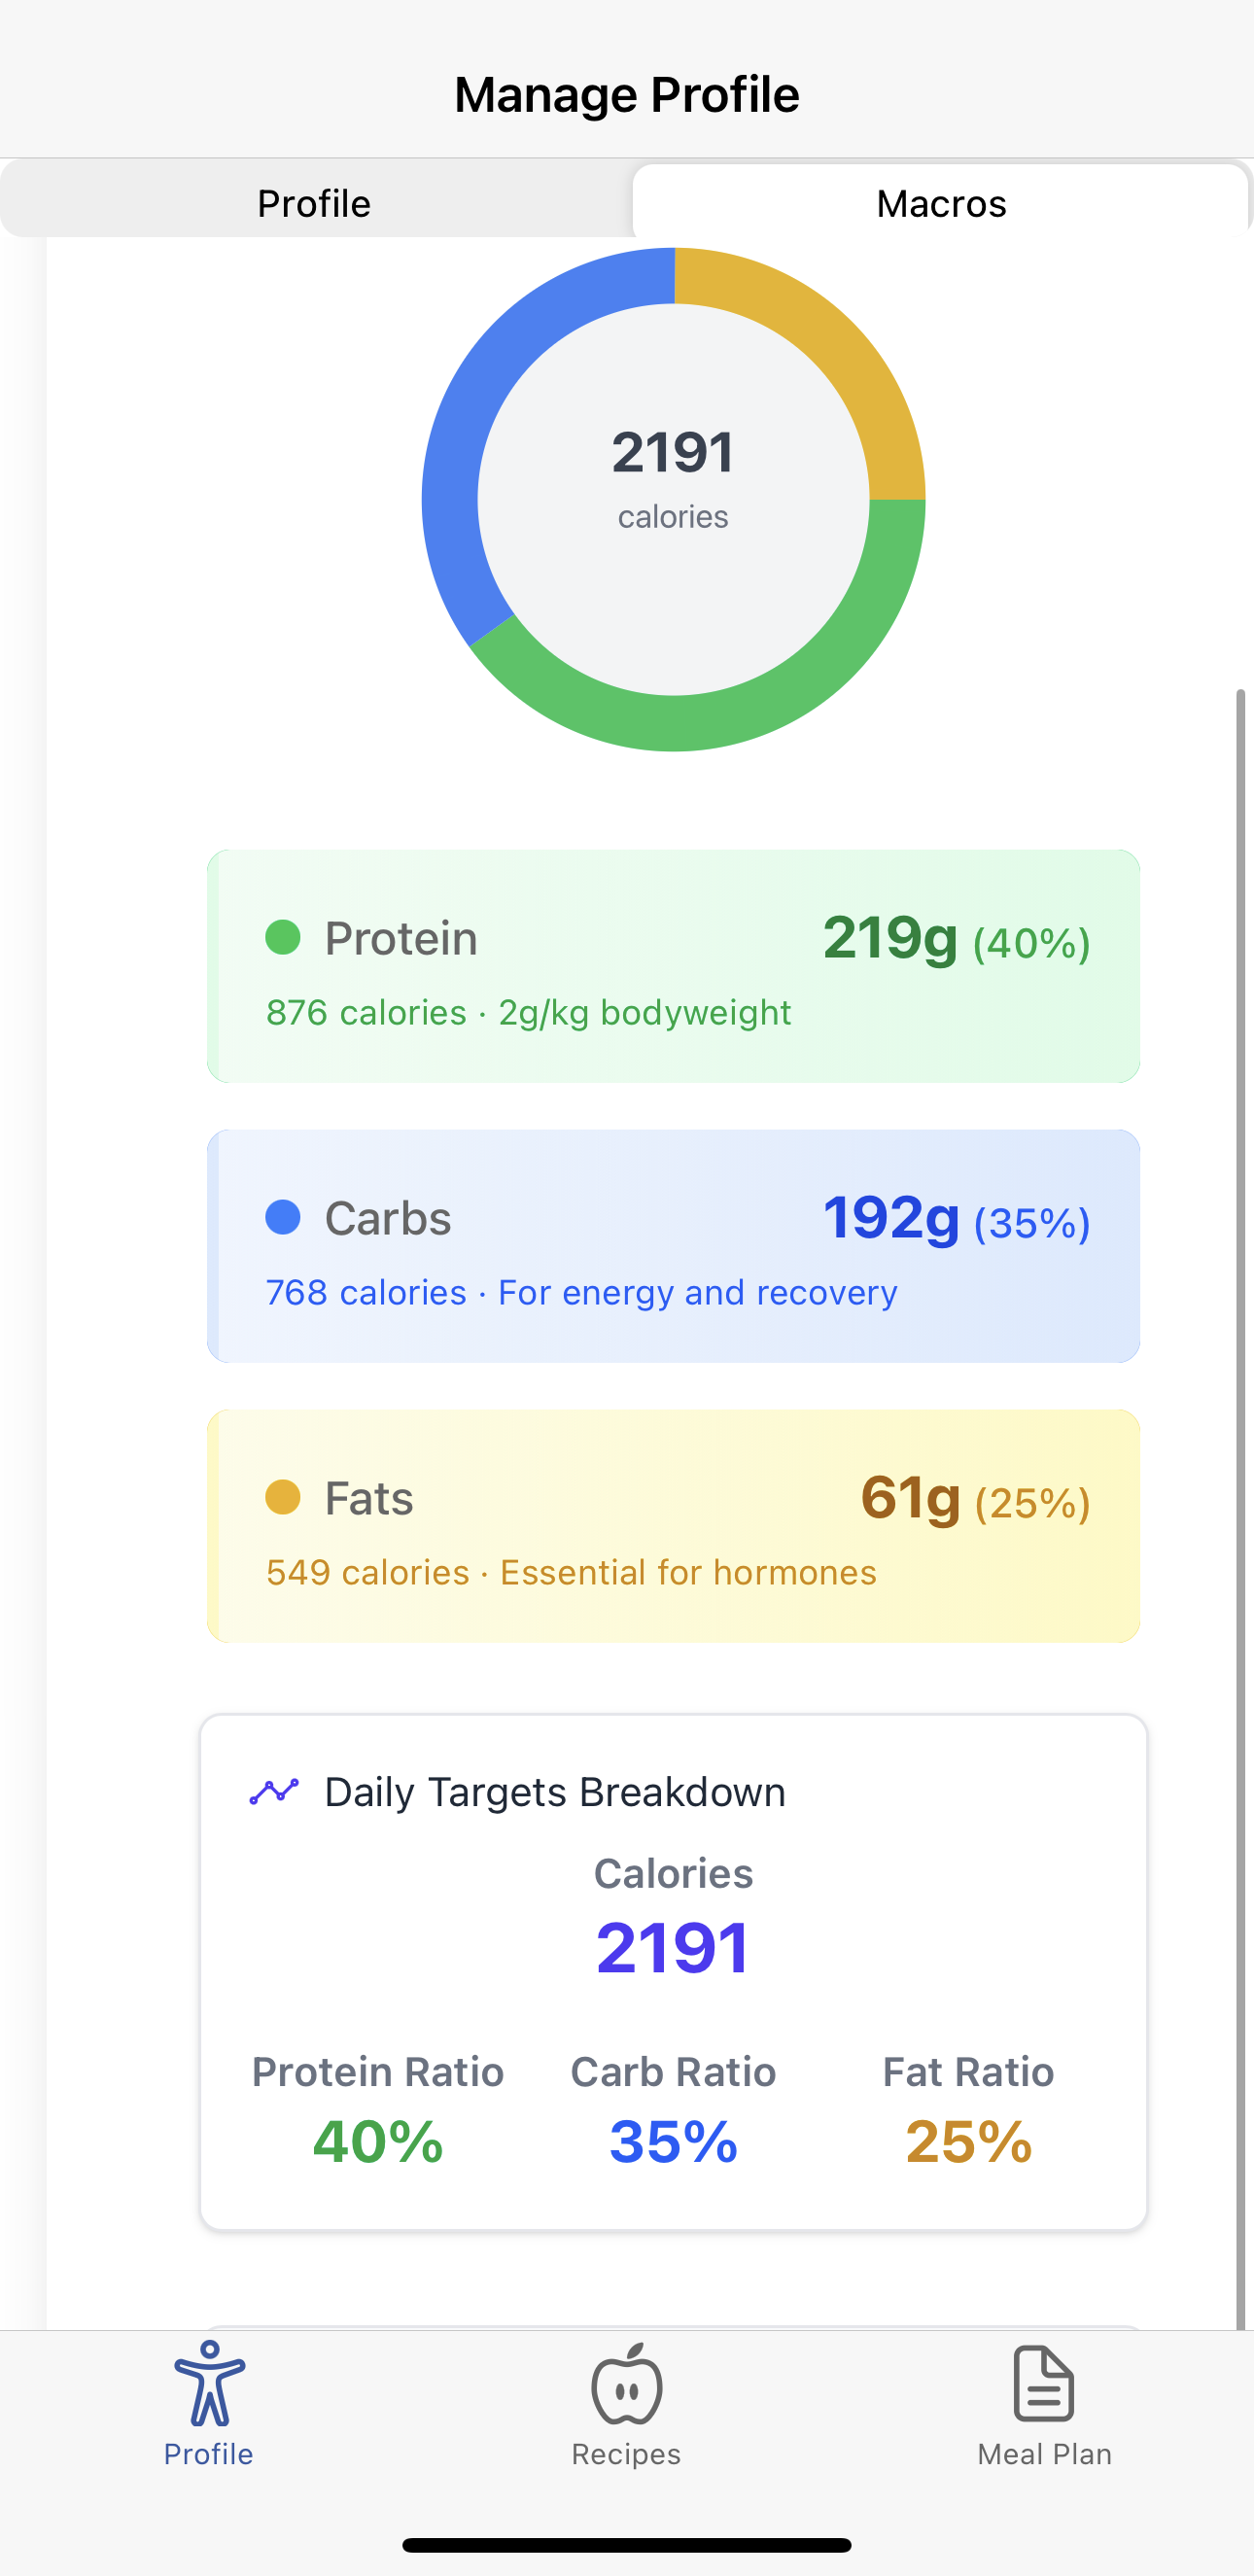 Manage Profile
Profile
Macros
2191
calories
Protein
219g (40%)
876 calories · 2g/kg bodyweight
Carbs
192g (35%)
768 calories · For energy and recovery
Fats
61g (25%)
549 calories · Essential for hormones
Daily Targets Breakdown
Calories
2191
Protein Ratio
40%
Carb Ratio
35%
Fat Ratio
25%
Profile
Recipes
Meal Plan